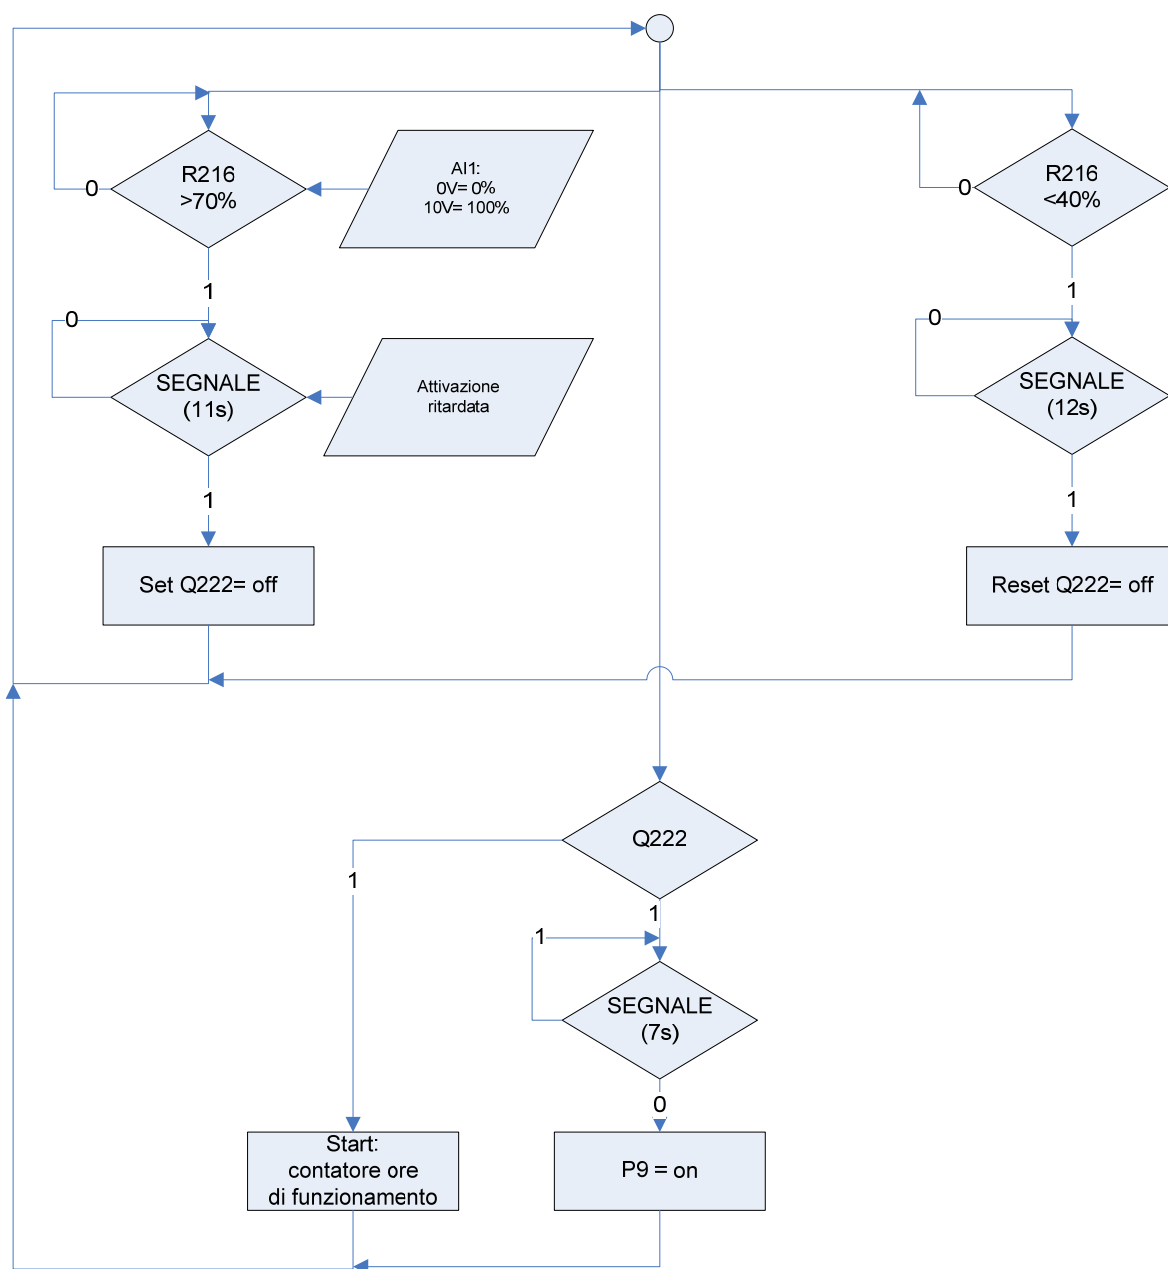 R216
>70%
0
AI1:
0V= 0%
10V= 100%
R216
<40%
0
1
1
0
SEGNALE
(11s)
Attivazione
ritardata
0
SEGNALE
(12s)
1
1
Set Q222= off
Reset Q222= off
Q222
1
1
1
SEGNALE
(7s)
0
Start:
contatore ore
di funzionamento
P9 = on